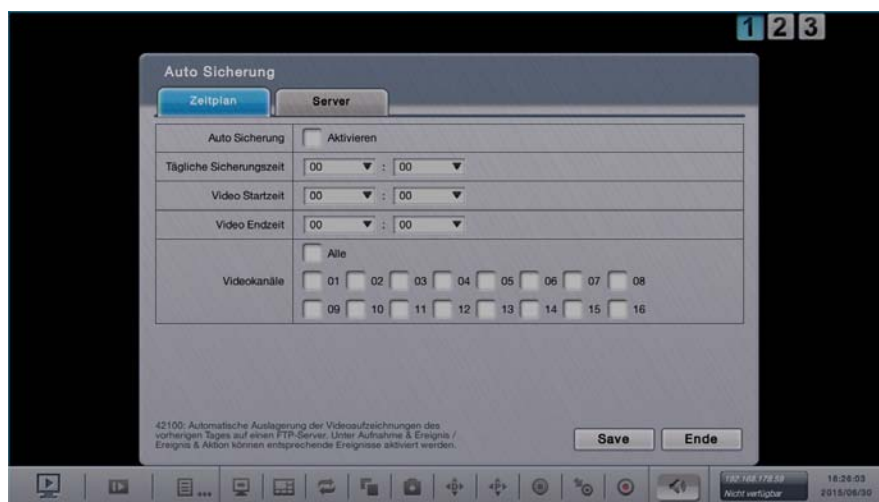 1 2 3
Auto Sicherung
Zeitplan Server
Auto Sicherung Aktivieren
Tägliche Sicherungszeit 00 : 00
Video Startzeit 00 : 00
Video Endzeit 00 : 00
Alle
Videokanäle 01 02 03 04 05 06 07 08
09 10 11 12 13 14 15 16
42100: Automatische Auslagerung der Videoaufzeichnungen des
vorherigen Tages auf einen FTP-Server. Unter Aufnahme & Ereignis /
Ereignis & Aktion können entsprechende Ereignisse aktiviert werden.
Save Ende
192.168.178.59 16:26:03
Nicht verfügbar 2015/06/30